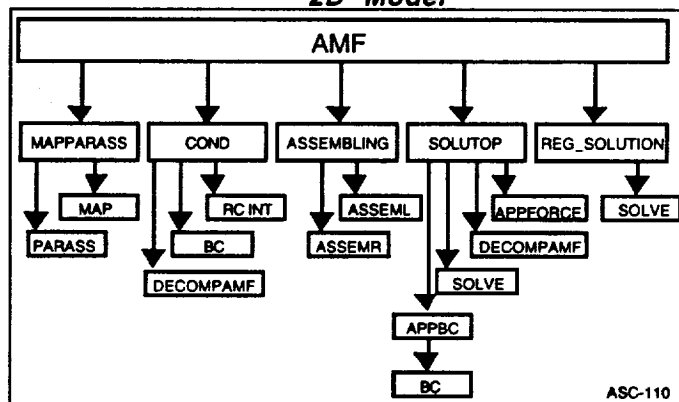 2D Model
AMF
MAPPARASS COND ASSEMBLING SOLUTOP REG_SOLUTION
MAP RC INT ASSEML APPFORCE SOLVE
PARASS BC ASSEMR DECOMPAMF
DECOMPAMF SOLVE
APPBC
BC
ASC-110